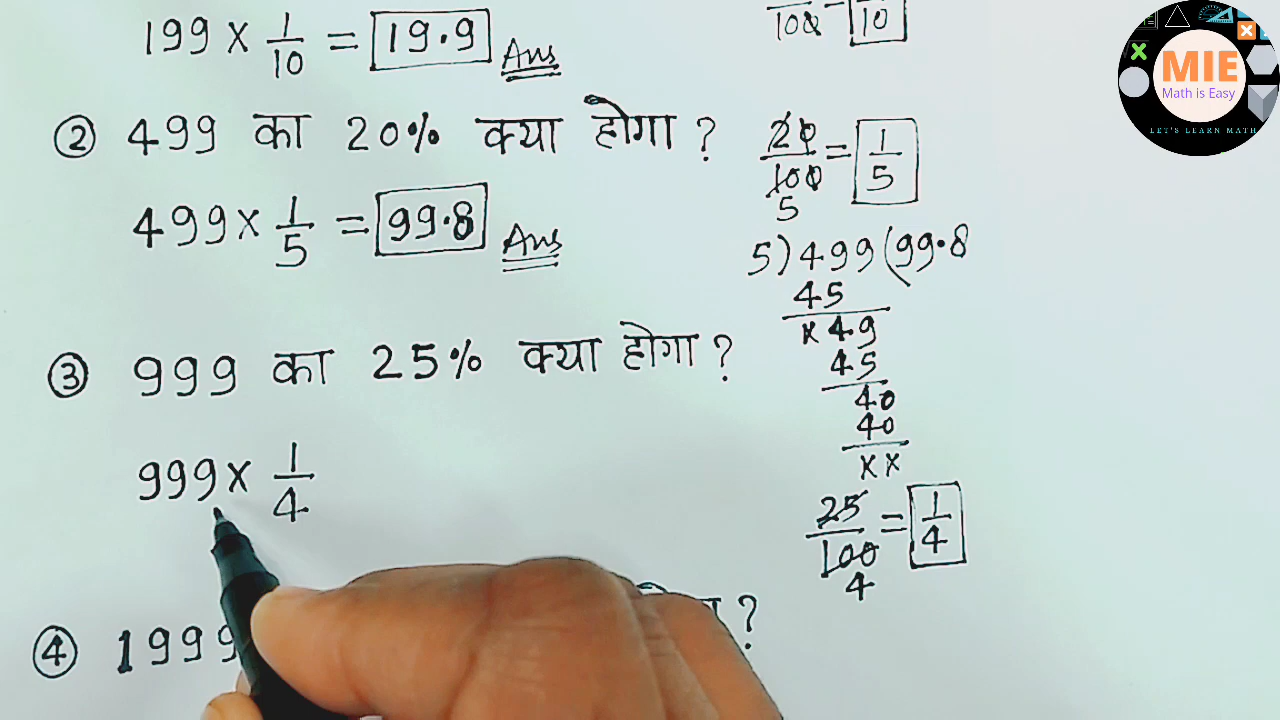 199 × 1/10 = 19.9 Ans
100 = 10
② 499 का 20% क्या होगा ?
20/100 = 1/5
5
499 × 1/5 = 99.8 Ans
5) 499 (99.8
45
× 49
45
40
40
× ×
③ 999 का 25% क्या होगा ?
999 × 1/4
25/100 = 1/4
4
④ 1999 ?
MIE
Math is Easy
LET'S LEARN MATH